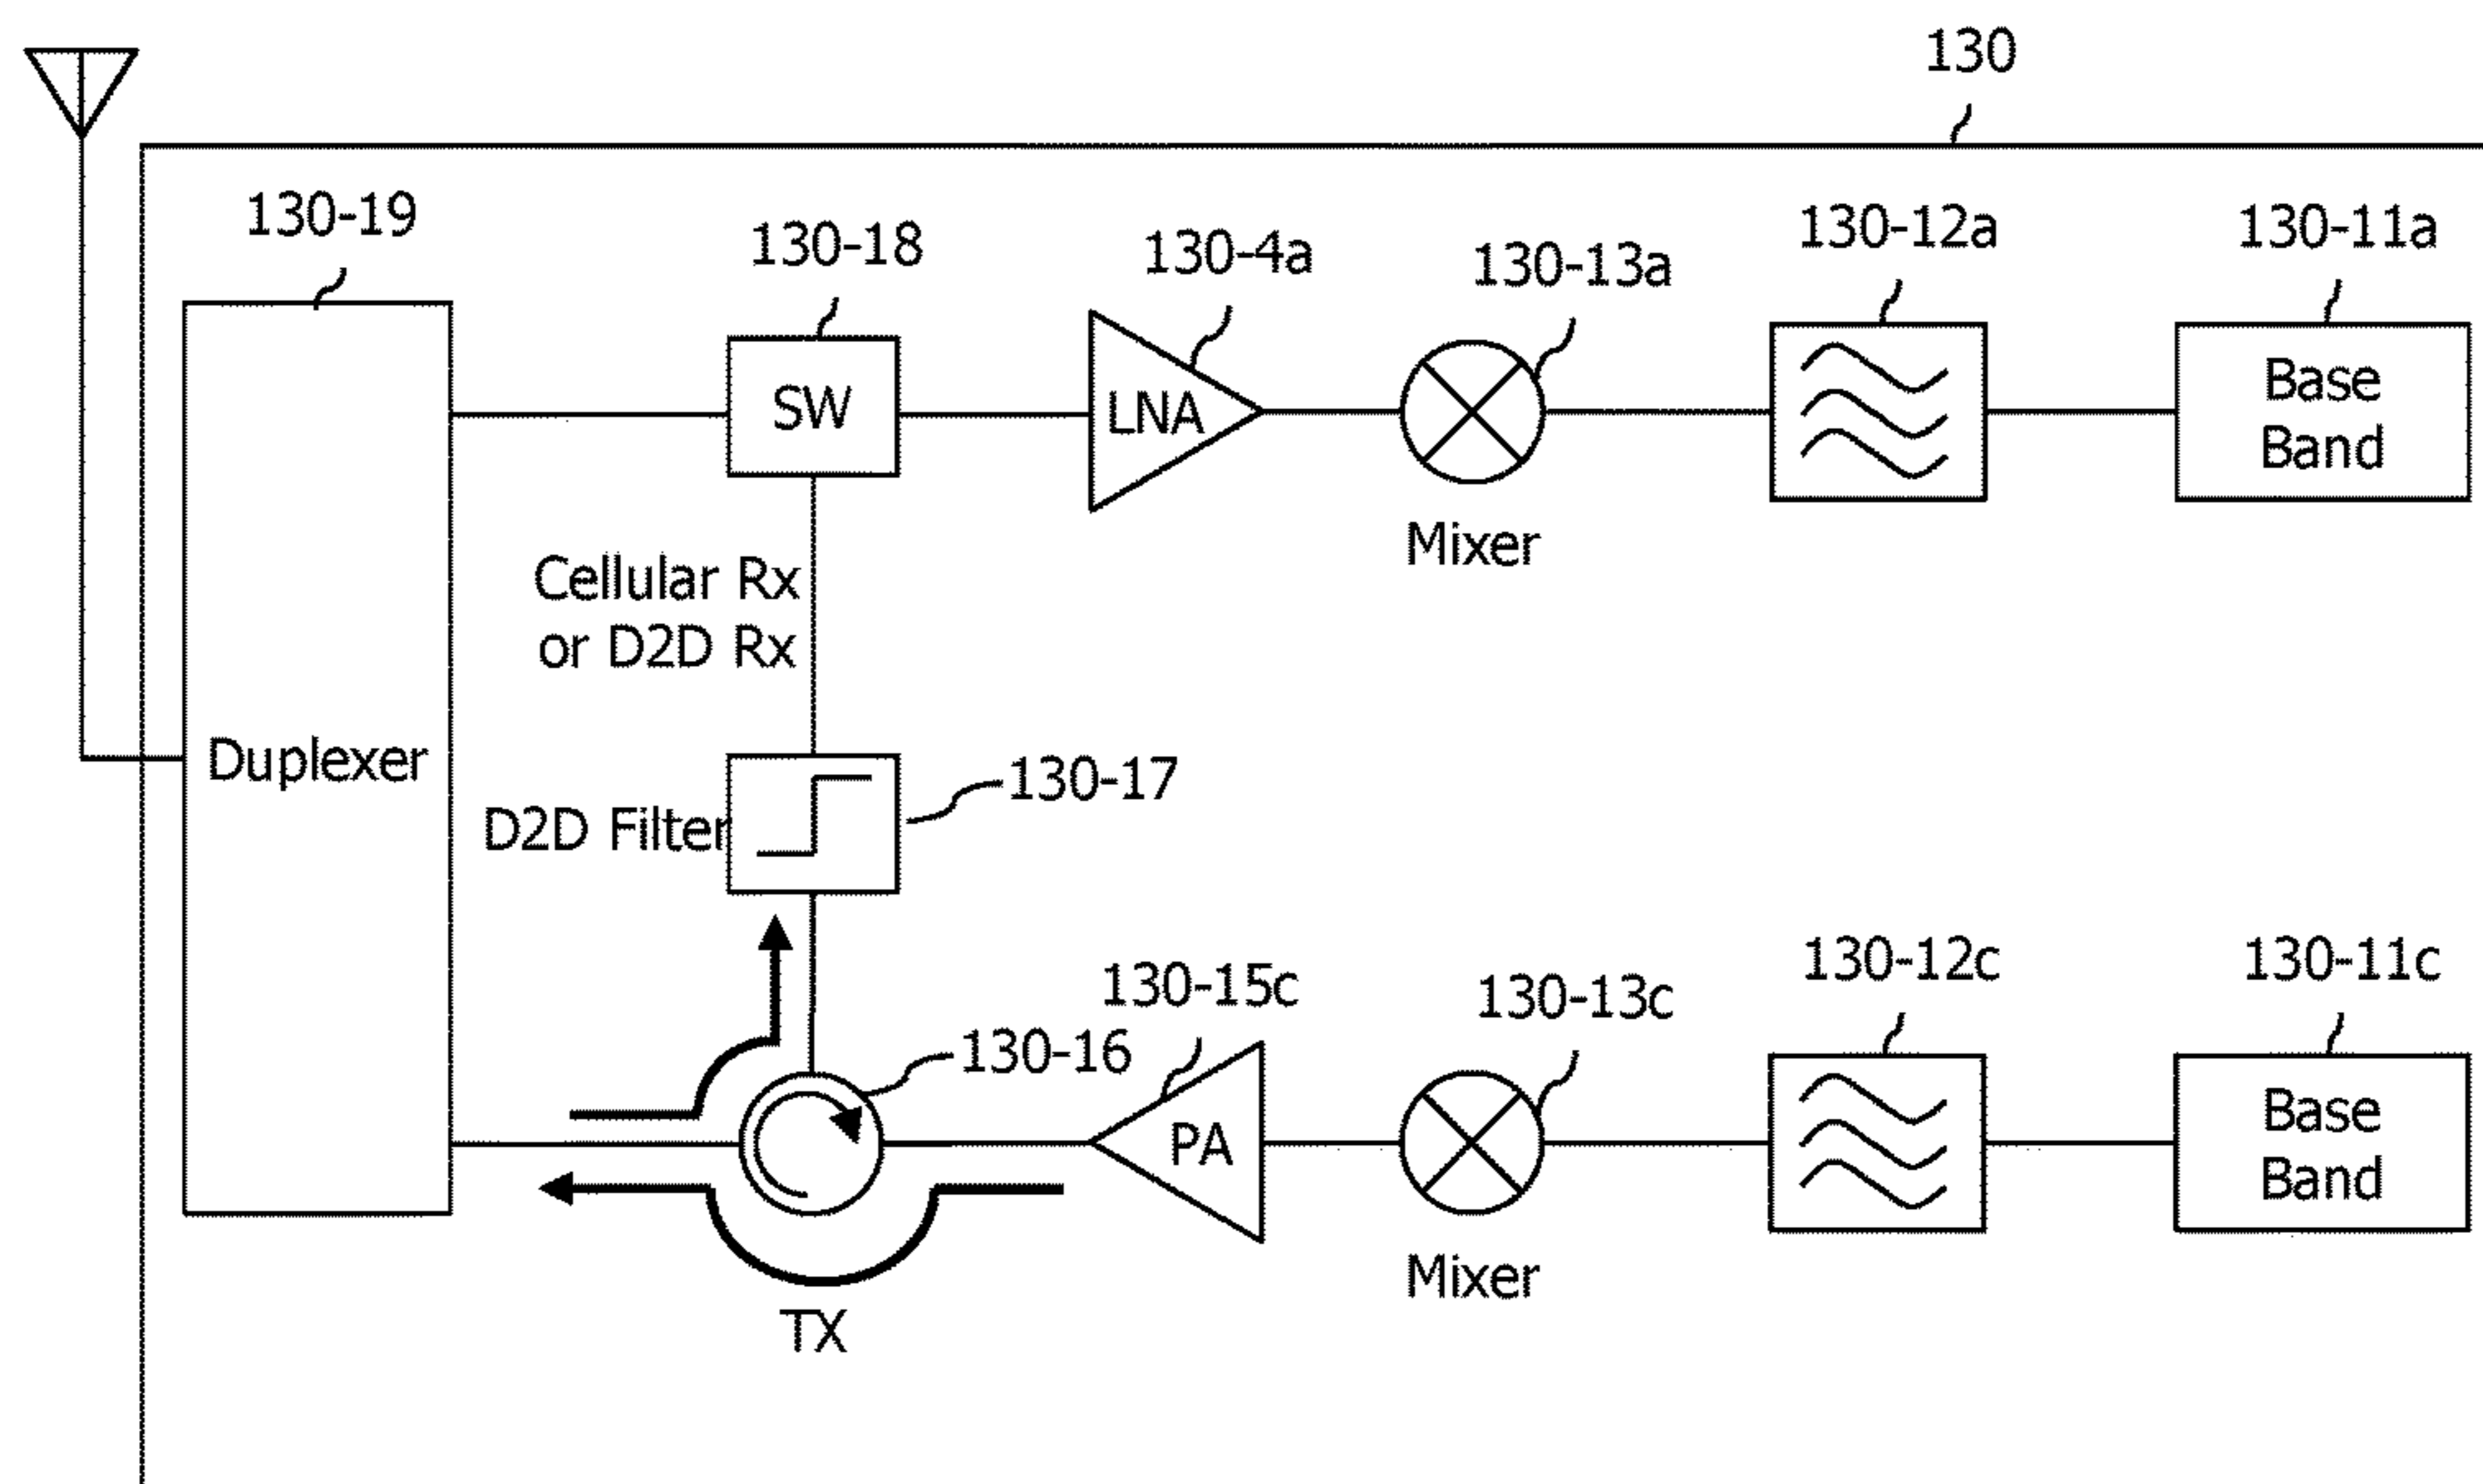 130
130-19
130-18
130-4a
130-13a
130-12a
130-11a
SW
LNA
Base
Band
Mixer
Cellular Rx
or D2D Rx
Duplexer
D2D Filter
130-17
130-16
130-15c
130-13c
130-12c
130-11c
PA
Base
Band
Mixer
TX